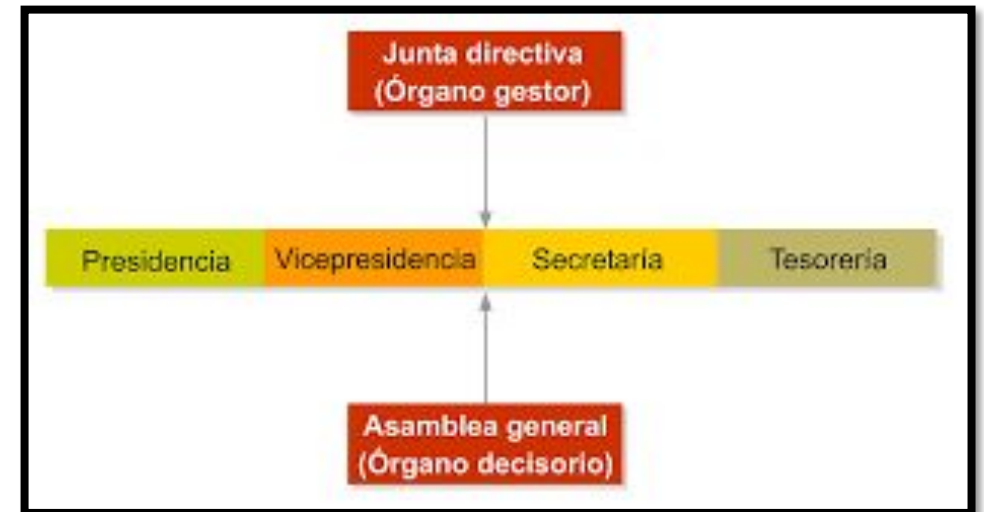 Junta directiva
(Órgano gestor)
Presidencia Vicepresidencia Secretaría Tesorería
Asamblea general
(Órgano decisorio)